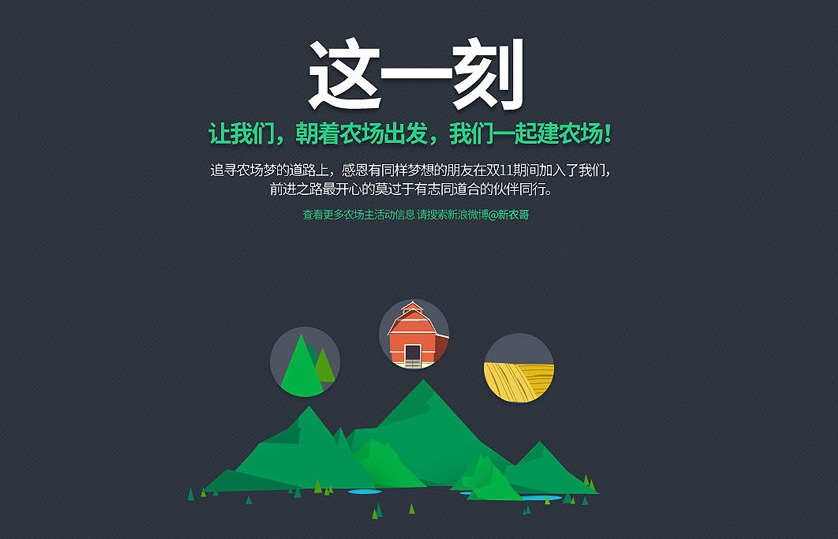 这一刻
让我们，朝着农场出发，我们一起建农场！
追寻农场梦的道路上，感恩有同样梦想的朋友在双11期间加入了我们，
前进之路最开心的莫过于有志同道合的伙伴同行。
查看更多农场主活动信息 请搜索新浪微博@新农哥